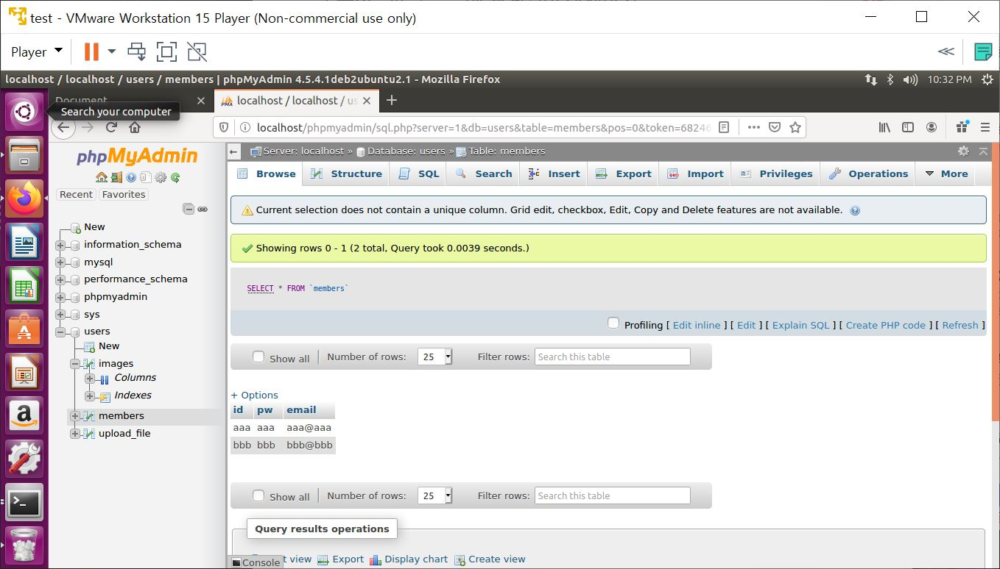 test - VMware Workstation 15 Player (Non-commercial use only)
Player
localhost / localhost / users / members | phpMyAdmin 4.5.4.1deb2ubuntu2.1 - Mozilla Firefox
10:32 PM
Document
localhost / localhost / us
Search your computer
localhost/phpmyadmin/sql.php?server=1&db=users&table=members&pos=0&token=68246
phpMyAdmin
Recent
Favorites
New
information_schema
mysql
performance_schema
phpmyadmin
sys
users
New
images
Columns
Indexes
members
upload_file
Server: localhost » Database: users » Table: members
Browse Structure SQL Search Insert Export Import Privileges Operations More
Current selection does not contain a unique column. Grid edit, checkbox, Edit, Copy and Delete features are not available.
Showing rows 0 - 1 (2 total, Query took 0.0039 seconds.)
SELECT * FROM `members`
Profiling [ Edit inline ] [ Edit ] [ Explain SQL ] [ Create PHP code ] [ Refresh ]
Show all | Number of rows: 25 Filter rows: Search this table
+ Options
id pw email
aaa aaa aaa@aaa
bbb bbb bbb@bbb
Show all | Number of rows: 25 Filter rows: Search this table
Query results operations
view Export Display chart Create view
Console